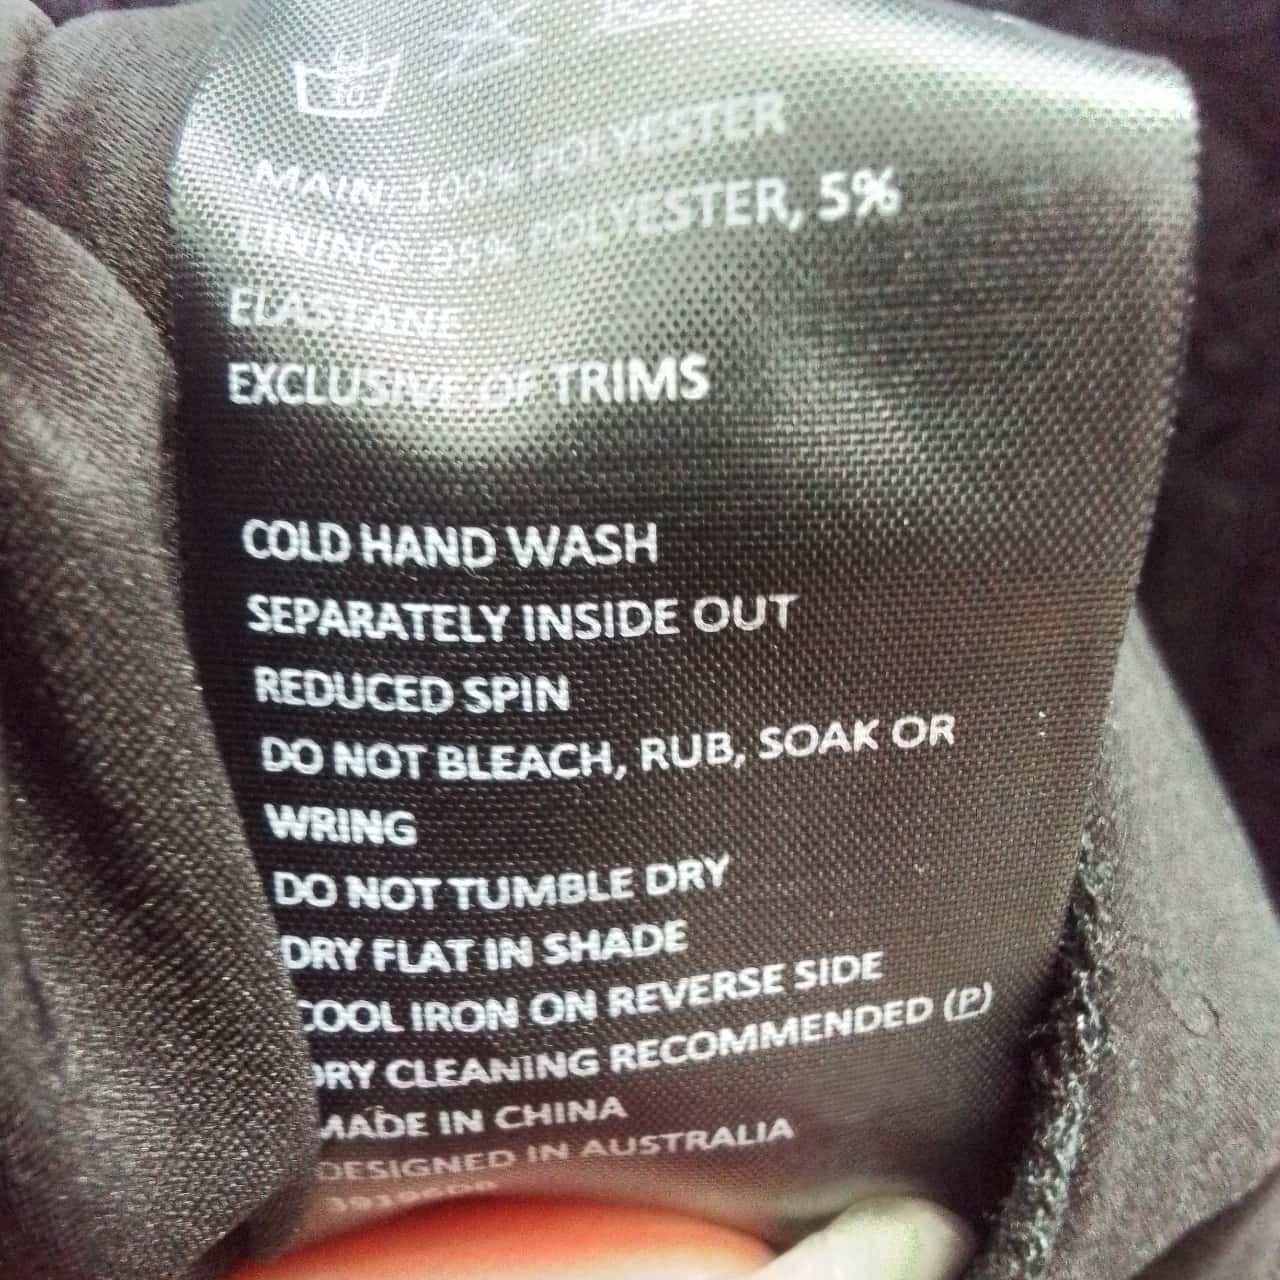 MAIN: 100% POLYESTER
LINING: 95% POLYESTER, 5%
ELASTANE
EXCLUSIVE OF TRIMS
COLD HAND WASH
SEPARATELY INSIDE OUT
REDUCED SPIN
DO NOT BLEACH, RUB, SOAK OR
WRING
DO NOT TUMBLE DRY
DRY FLAT IN SHADE
COOL IRON ON REVERSE SIDE
DRY CLEANING RECOMMENDED (P)
MADE IN CHINA
DESIGNED IN AUSTRALIA